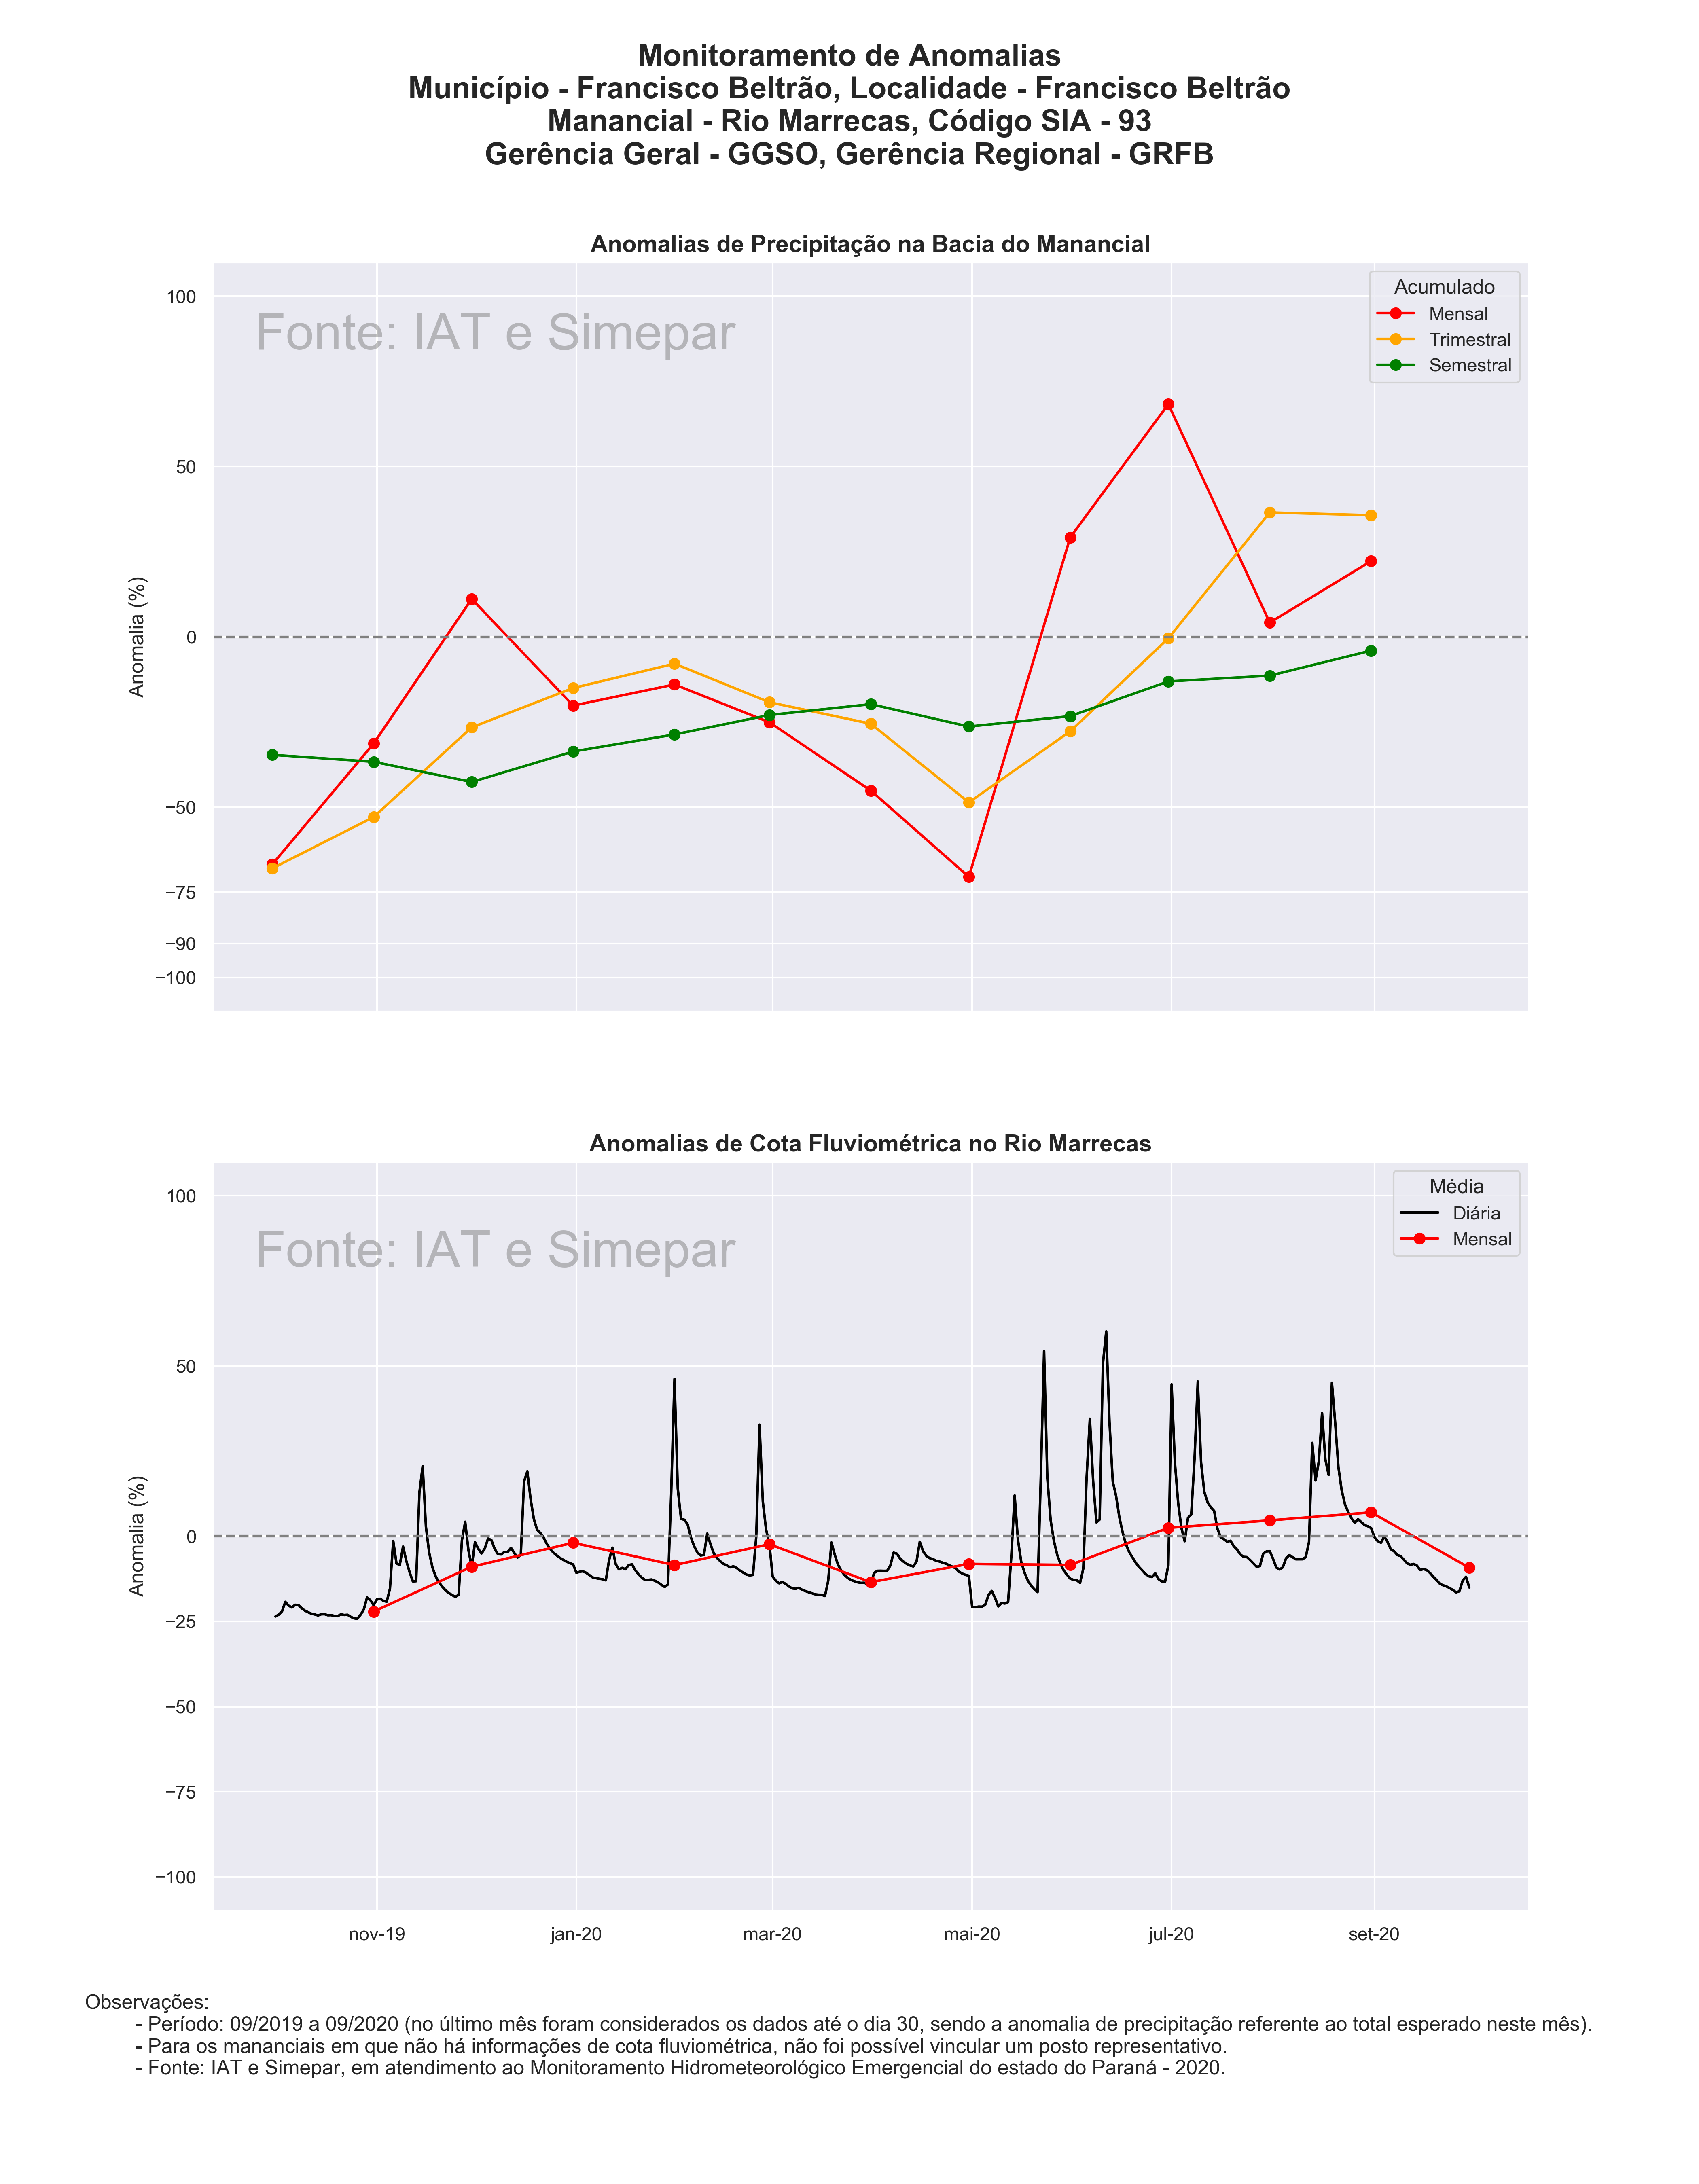 Monitoramento de Anomalias
Município - Francisco Beltrão, Localidade - Francisco Beltrão
Manancial - Rio Marrecas, Código SIA - 93
Gerência Geral - GGSO, Gerência Regional - GRFB
Anomalias de Precipitação na Bacia do Manancial
Fonte: IAT e Simepar
Acumulado
Mensal
Trimestral
Semestral
Anomalia (%)
100
50
0
−50
−75
−90
−100
Anomalias de Cota Fluviométrica no Rio Marrecas
Fonte: IAT e Simepar
Média
Diária
Mensal
Anomalia (%)
100
50
0
−25
−50
−75
−100
nov-19 jan-20 mar-20 mai-20 jul-20 set-20
Observações:
- Período: 09/2019 a 09/2020 (no último mês foram considerados os dados até o dia 30, sendo a anomalia de precipitação referente ao total esperado neste mês).
- Para os mananciais em que não há informações de cota fluviométrica, não foi possível vincular um posto representativo.
- Fonte: IAT e Simepar, em atendimento ao Monitoramento Hidrometeorológico Emergencial do estado do Paraná - 2020.